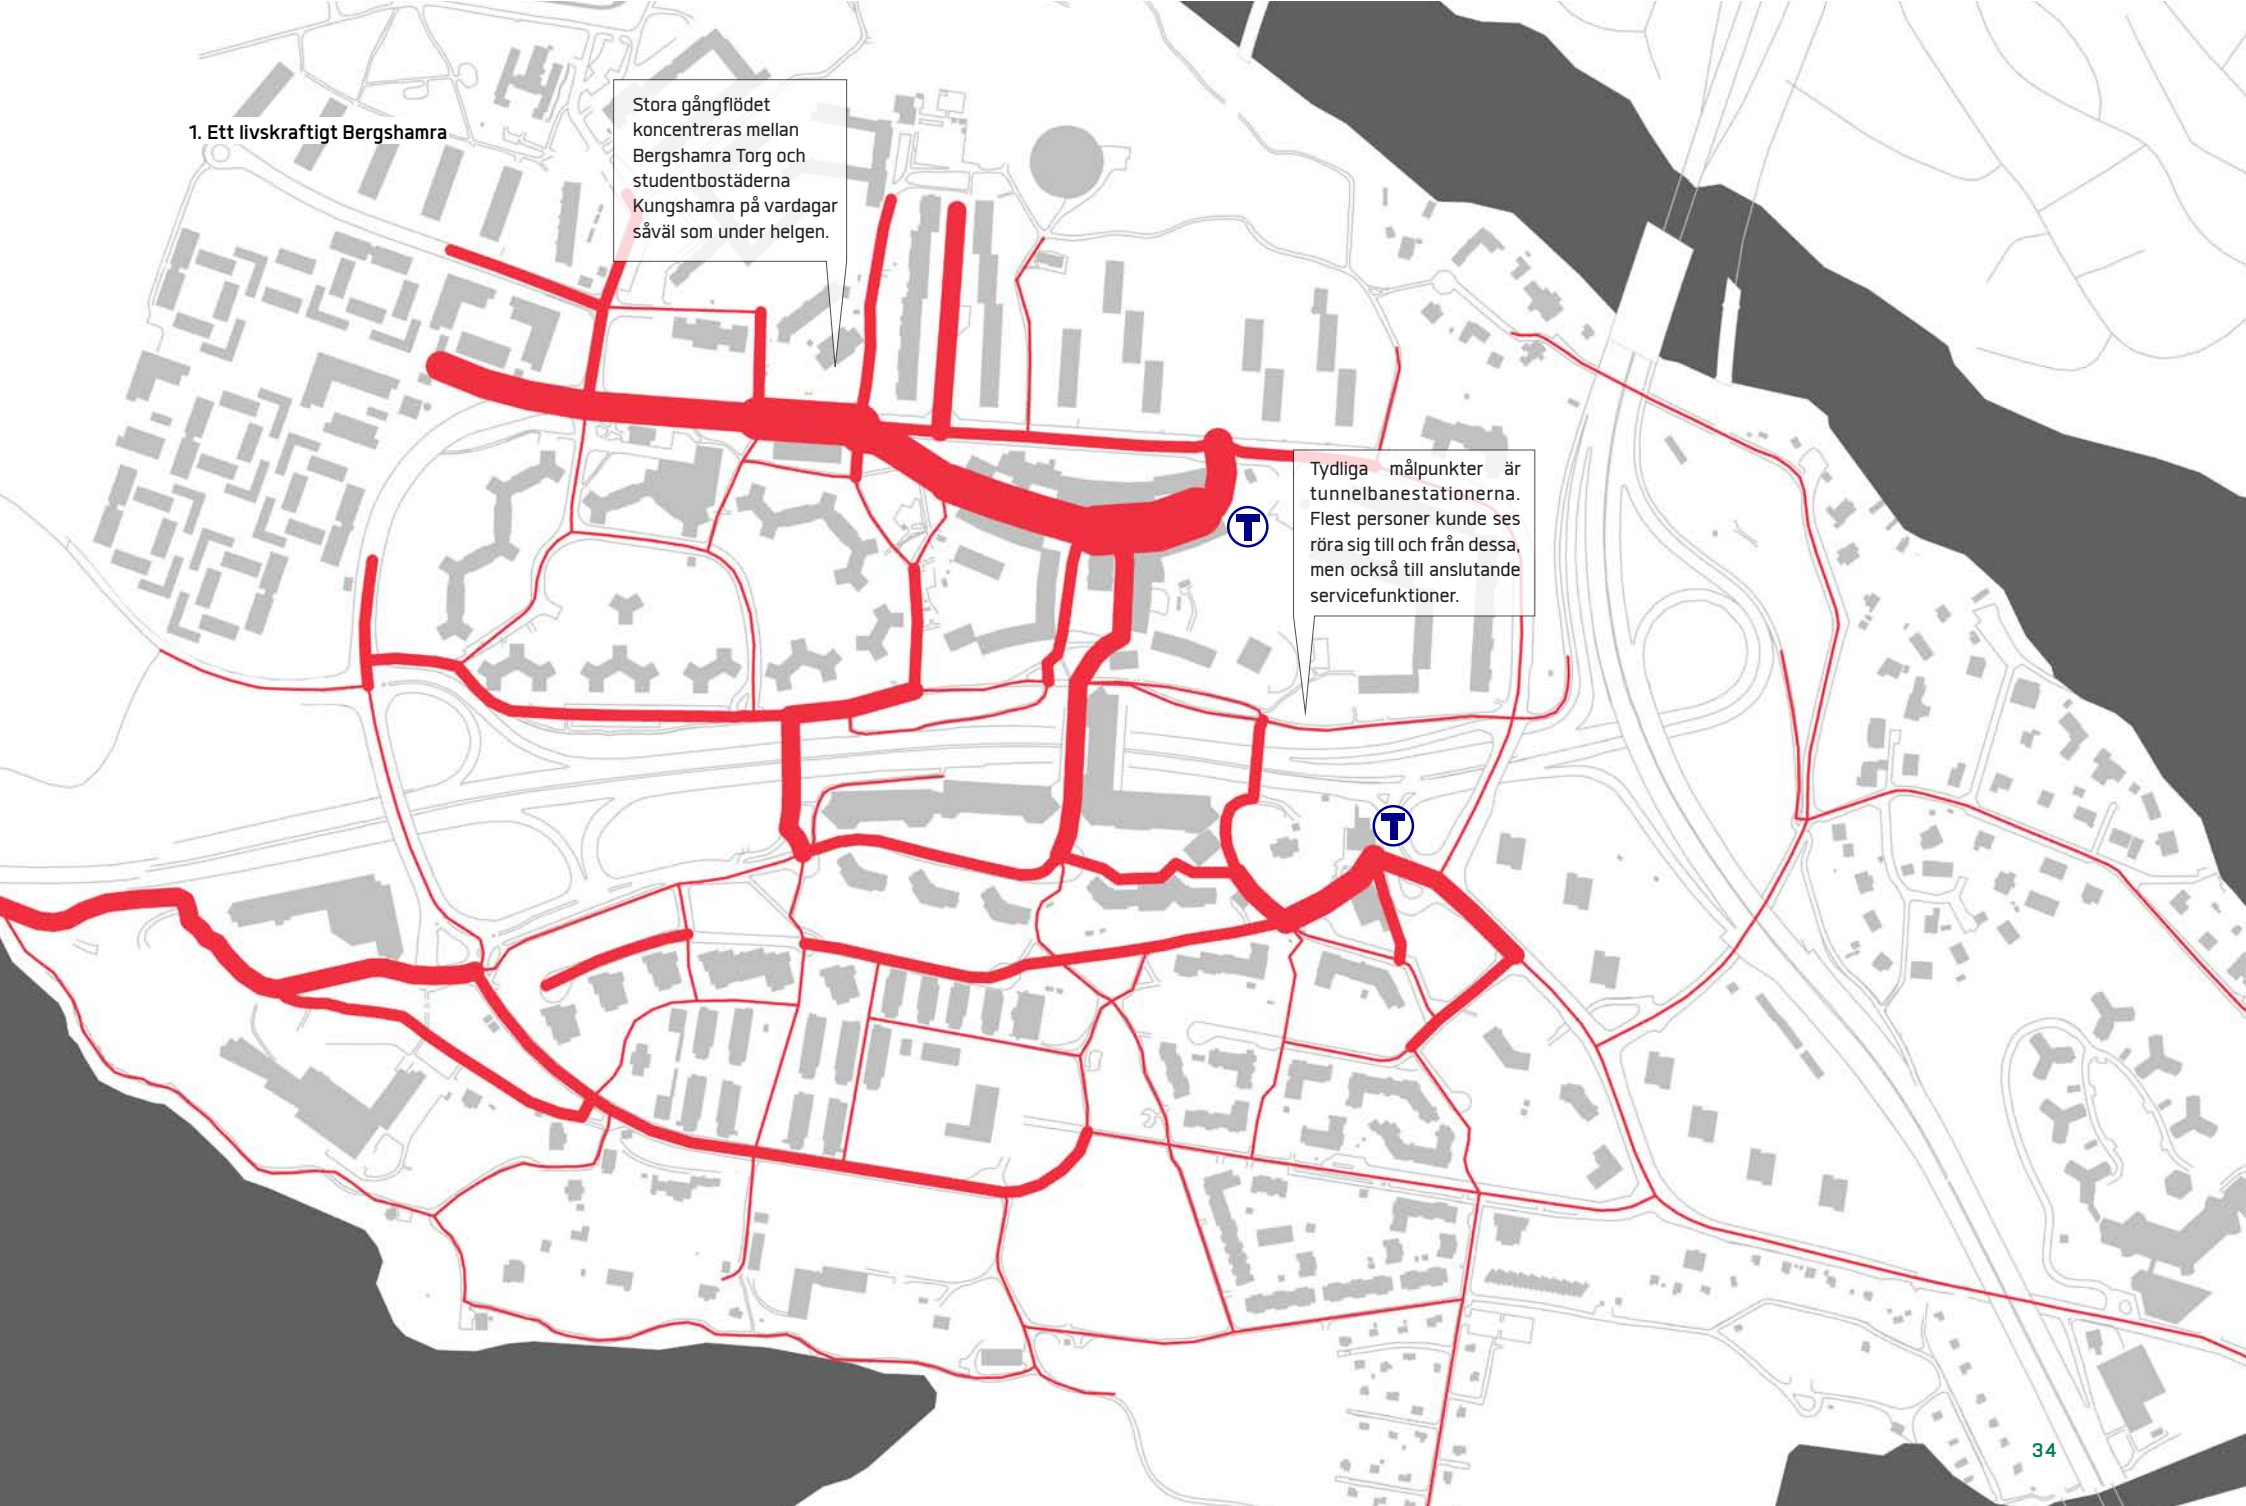 1. Ett livskraftigt Bergshamra
Stora gångflödet
koncentreras mellan
Bergshamra Torg och
studentbostäderna
Kungshamra på vardagar
såväl som under helgen.
Tydliga målpunkter är
tunnelbanestationerna.
Flest personer kunde ses
röra sig till och från dessa,
men också till anslutande
servicefunktioner.
T
T
34